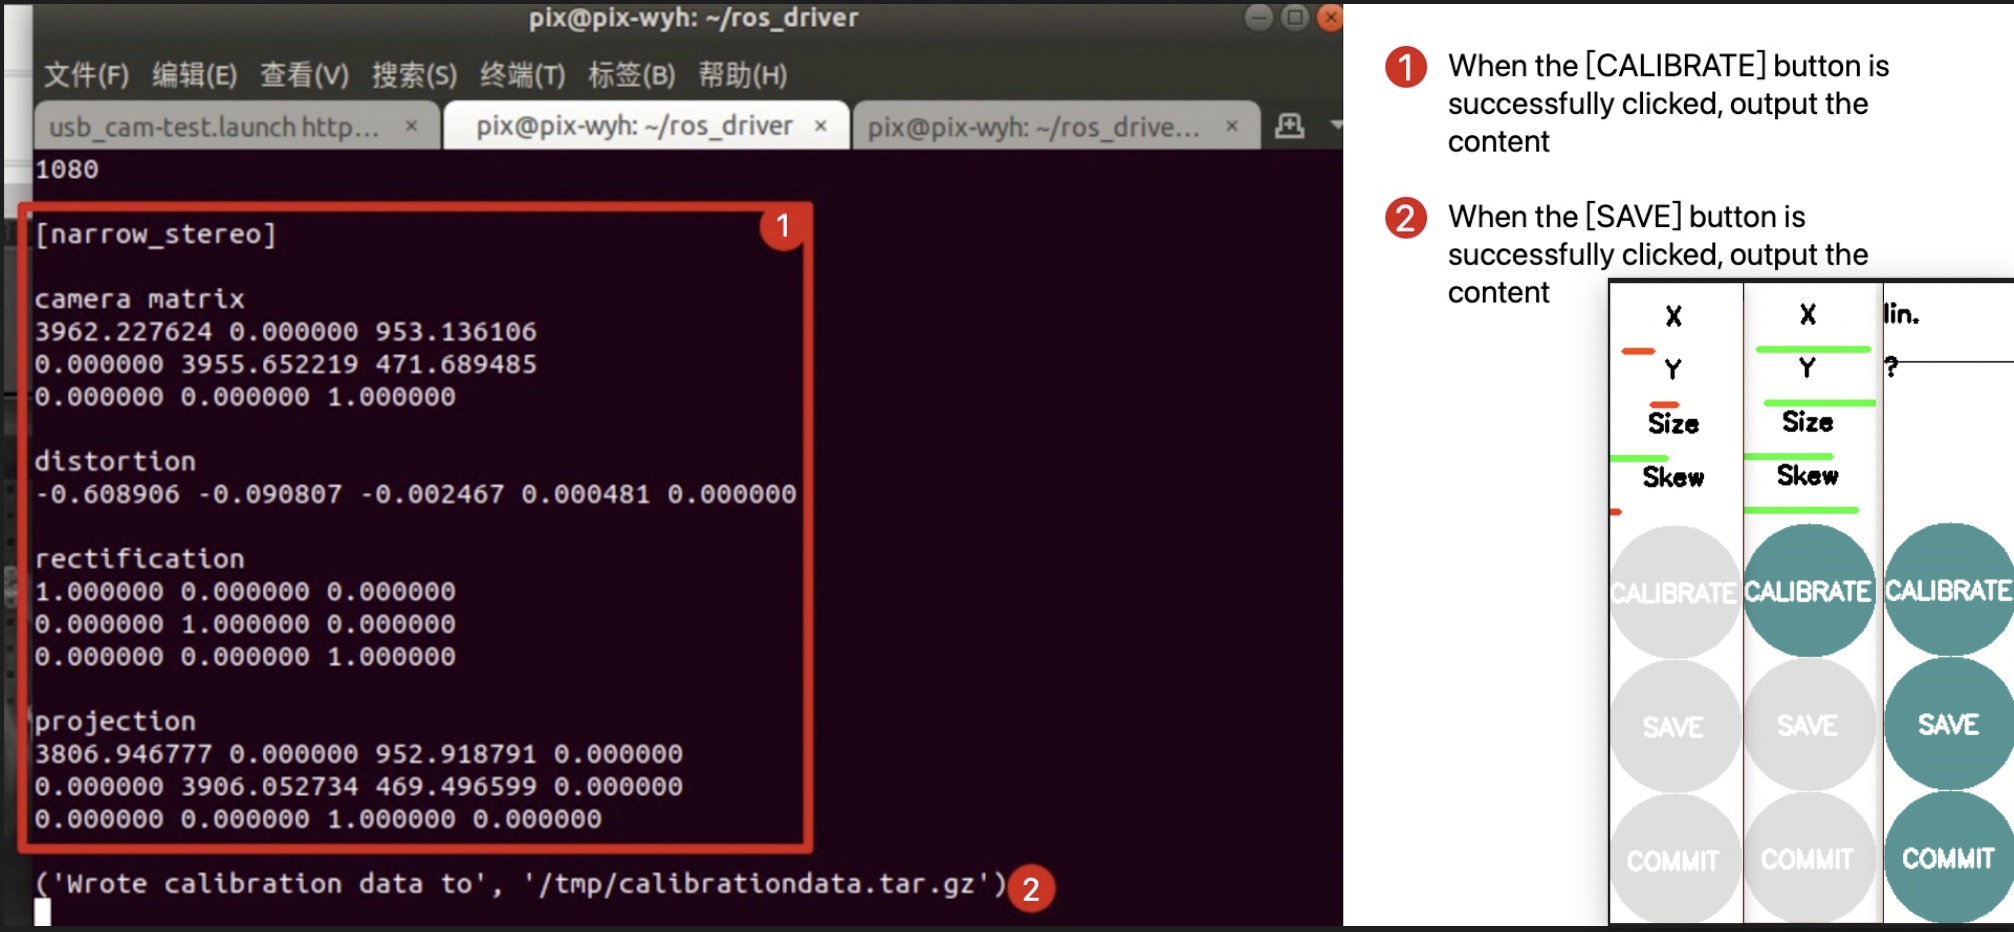 pix@pix-wyh: ~/ros_driver
文件(F) 编辑(E) 查看(V) 搜索(S) 终端(T) 标签(B) 帮助(H)
usb_cam-test.launch http... × pix@pix-wyh: ~/ros_driver × pix@pix-wyh: ~/ros_drive... ×
1080
1
[narrow_stereo]
camera matrix
3962.227624 0.000000 953.136106
0.000000 3955.652219 471.689485
0.000000 0.000000 1.000000
distortion
-0.608906 -0.090807 -0.002467 0.000481 0.000000
rectification
1.000000 0.000000 0.000000
0.000000 1.000000 0.000000
0.000000 0.000000 1.000000
projection
3806.946777 0.000000 952.918791 0.000000
0.000000 3906.052734 469.496599 0.000000
0.000000 0.000000 1.000000 0.000000
('Wrote calibration data to', '/tmp/calibrationdata.tar.gz')
2
1 When the [CALIBRATE] button is
successfully clicked, output the
content
2 When the [SAVE] button is
successfully clicked, output the
content
X
Y
Size
Skew
CALIBRATE
SAVE
COMMIT
X
Y
Size
Skew
CALIBRATE
SAVE
COMMIT
lin.
?
CALIBRATE
SAVE
COMMIT